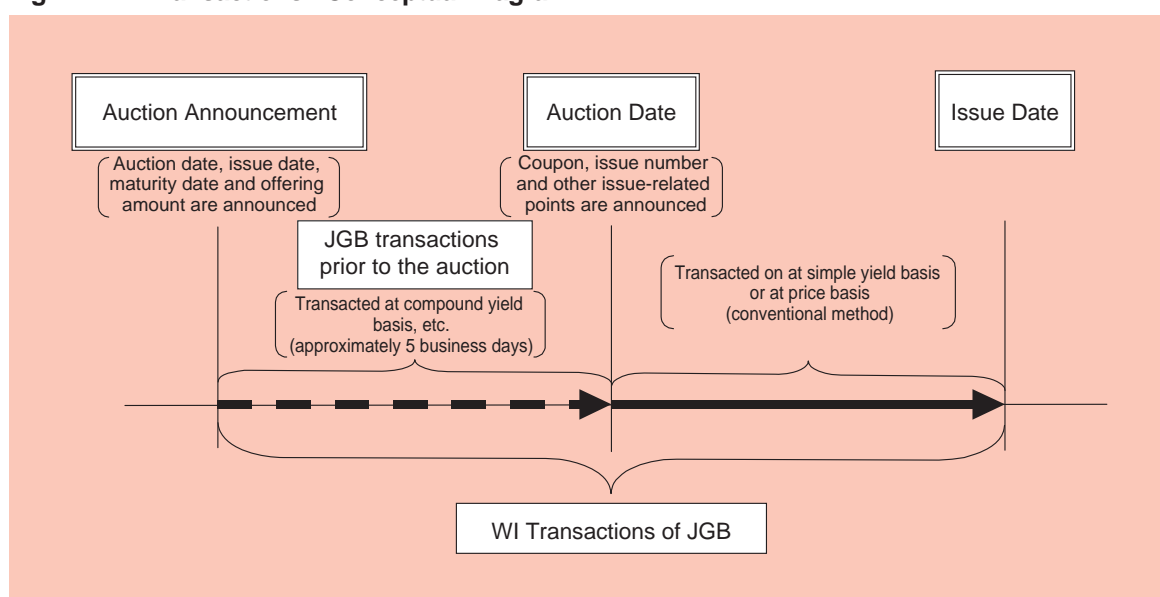 Auction Announcement
Auction date, issue date,
maturity date and offering
amount are announced
Auction Date
Coupon, issue number
and other issue-related
points are announced
Issue Date
JGB transactions
prior to the auction
Transacted at compound yield
basis, etc.
(approximately 5 business days)
Transacted on at simple yield basis
or at price basis
(conventional method)
WI Transactions of JGB